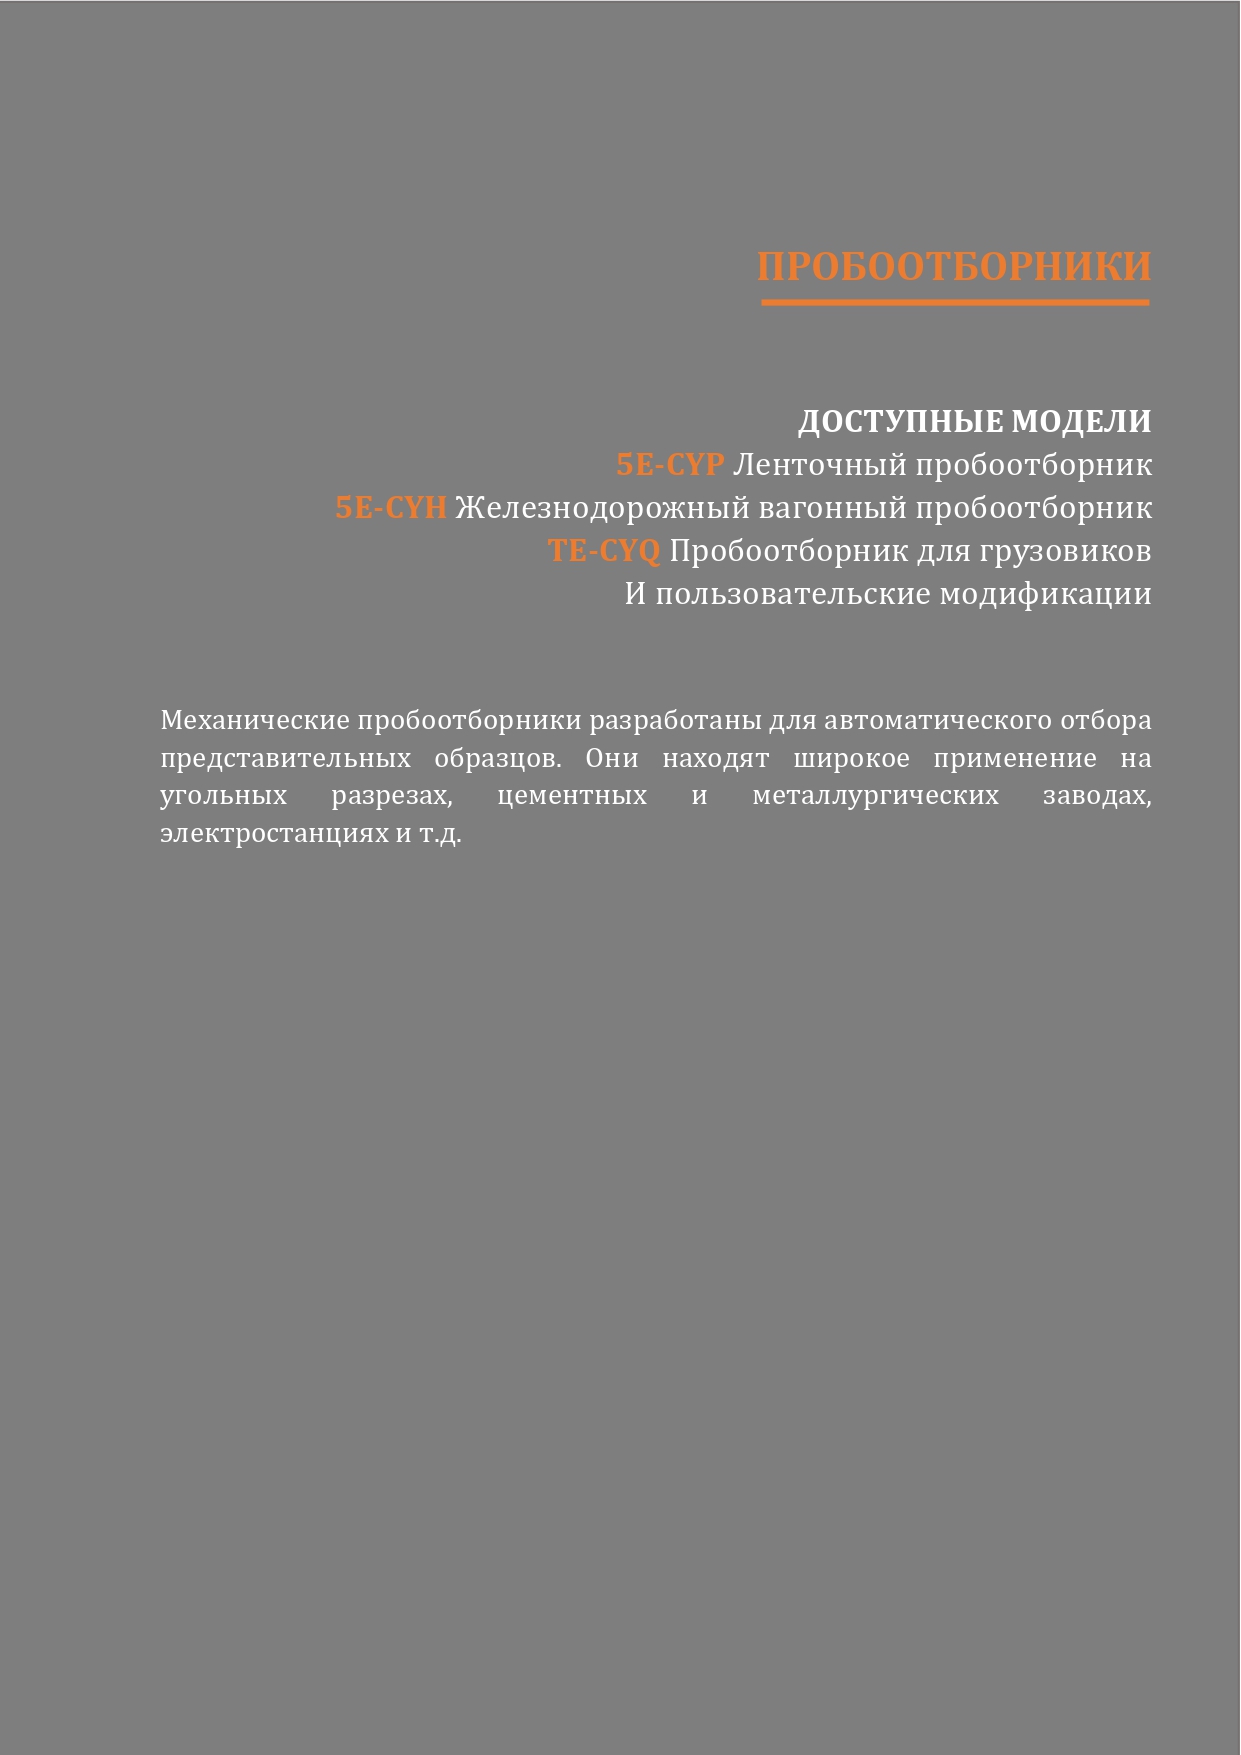 ПРОБООТБОРНИКИ
ДОСТУПНЫЕ МОДЕЛИ
5E-CYP Ленточный пробоотборник
5E-CYH Железнодорожный вагонный пробоотборник
TE-CYQ Пробоотборник для грузовиков
И пользовательские модификации
Механические пробоотборники разработаны для автоматического отбора
представительных образцов. Они находят широкое применение на
угольных разрезах, цементных и металлургических заводах,
электростанциях и т.д.